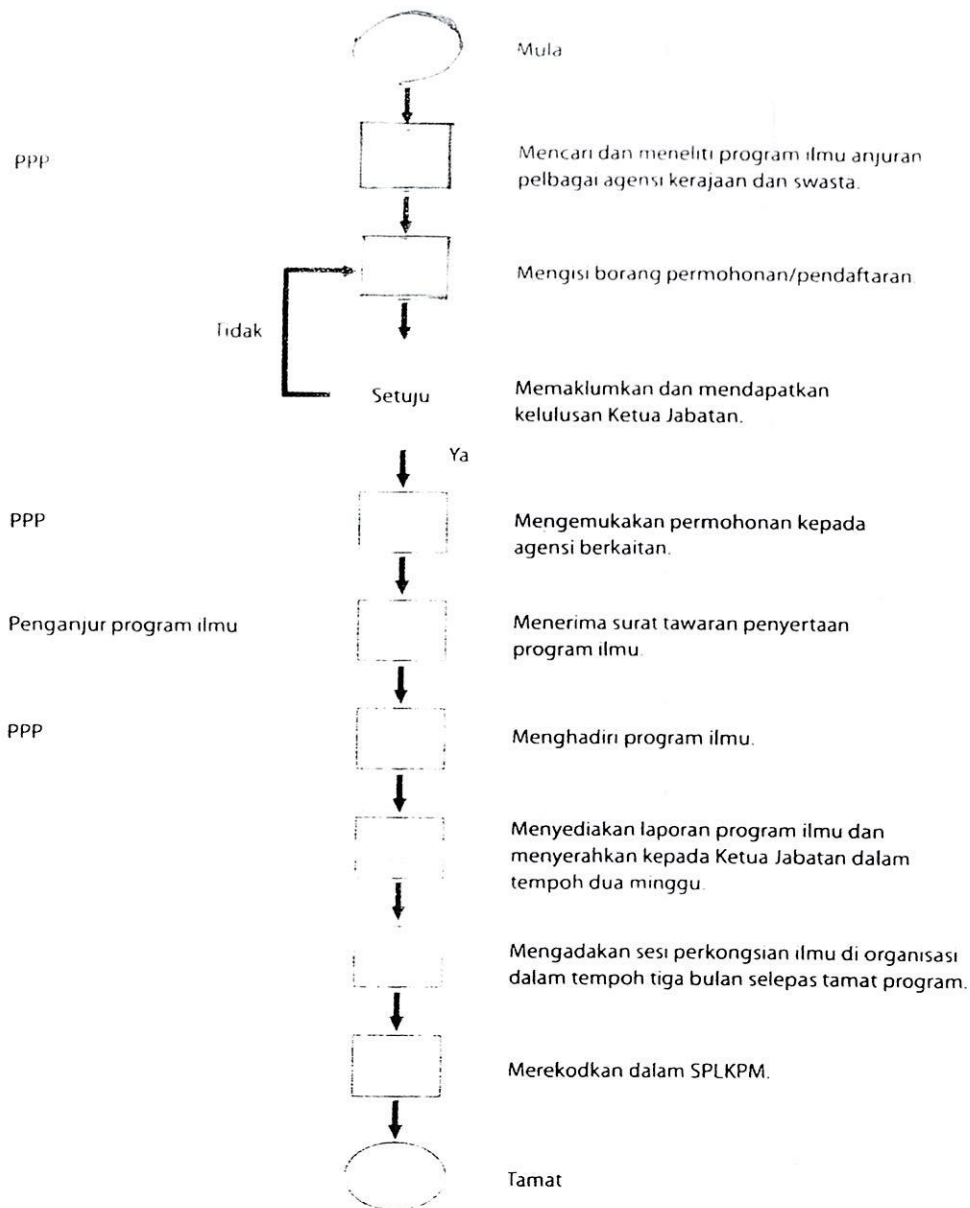 Mula
PPP
Mencari dan meneliti program ilmu anjuran
pelbagai agensi kerajaan dan swasta.
Mengisi borang permohonan/pendaftaran.
Tidak
Setuju
Memaklumkan dan mendapatkan
kelulusan Ketua Jabatan.
Ya
PPP
Mengemukakan permohonan kepada
agensi berkaitan.
Penganjur program ilmu
Menerima surat tawaran penyertaan
program ilmu.
PPP
Menghadiri program ilmu.
Menyediakan laporan program ilmu dan
menyerahkan kepada Ketua Jabatan dalam
tempoh dua minggu.
Mengadakan sesi perkongsian ilmu di organisasi
dalam tempoh tiga bulan selepas tamat program.
Merekodkan dalam SPLKPM.
Tamat